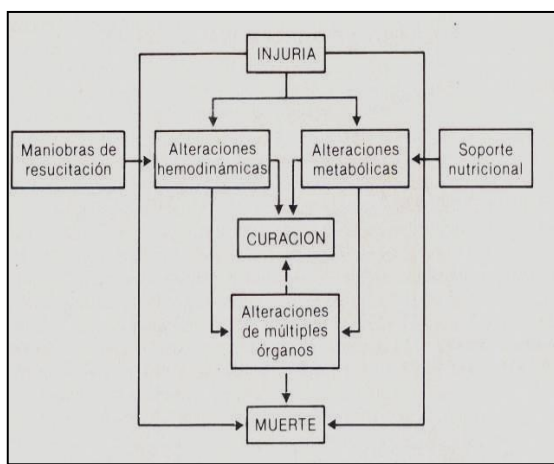 INJURIA
Maniobras de
resucitación
Alteraciones
hemodinámicas
Alteraciones
metabólicas
Soporte
nutricional
CURACION
Alteraciones
de múltiples
órganos
MUERTE